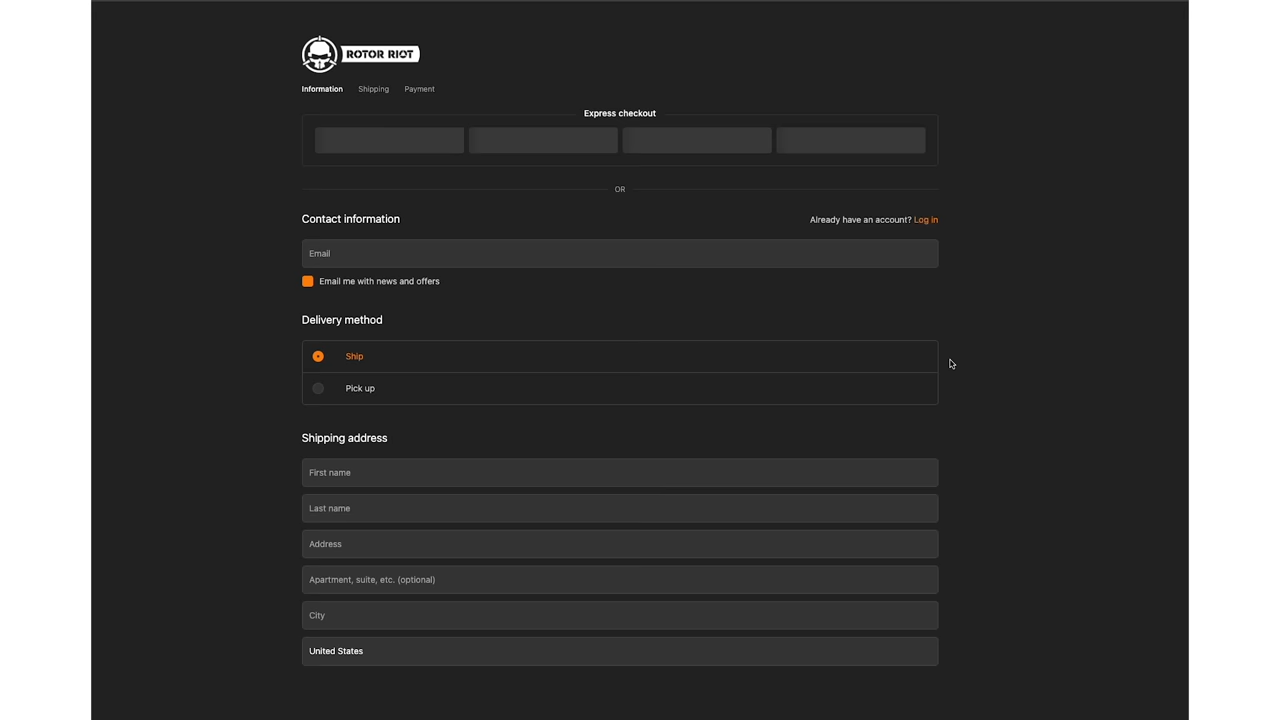 ROTOR RIOT
Information Shipping Payment
Express checkout
OR
Contact information Already have an account? Log in
Email
Email me with news and offers
Delivery method
Ship
Pick up
Shipping address
First name
Last name
Address
Apartment, suite, etc. (optional)
City
United States